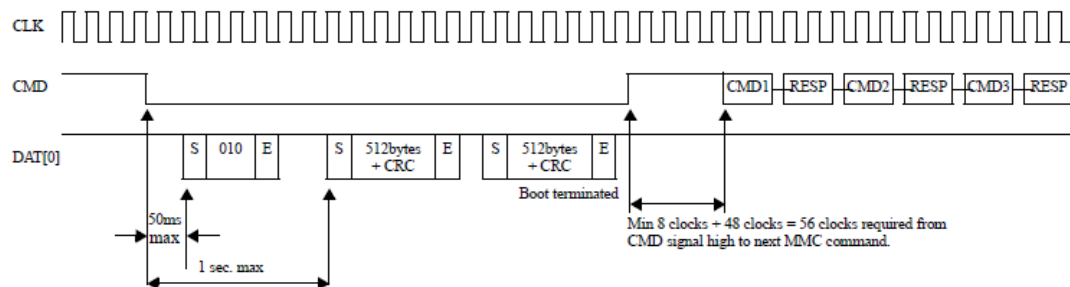 CLK
CMD
CMD1 RESP CMD2 RESP CMD3 RESP
DAT[0]
S 010 E S 512bytes + CRC E S 512bytes + CRC E
Boot terminated
50ms
max
Min 8 clocks + 48 clocks = 56 clocks required from
CMD signal high to next MMC command.
1 sec. max